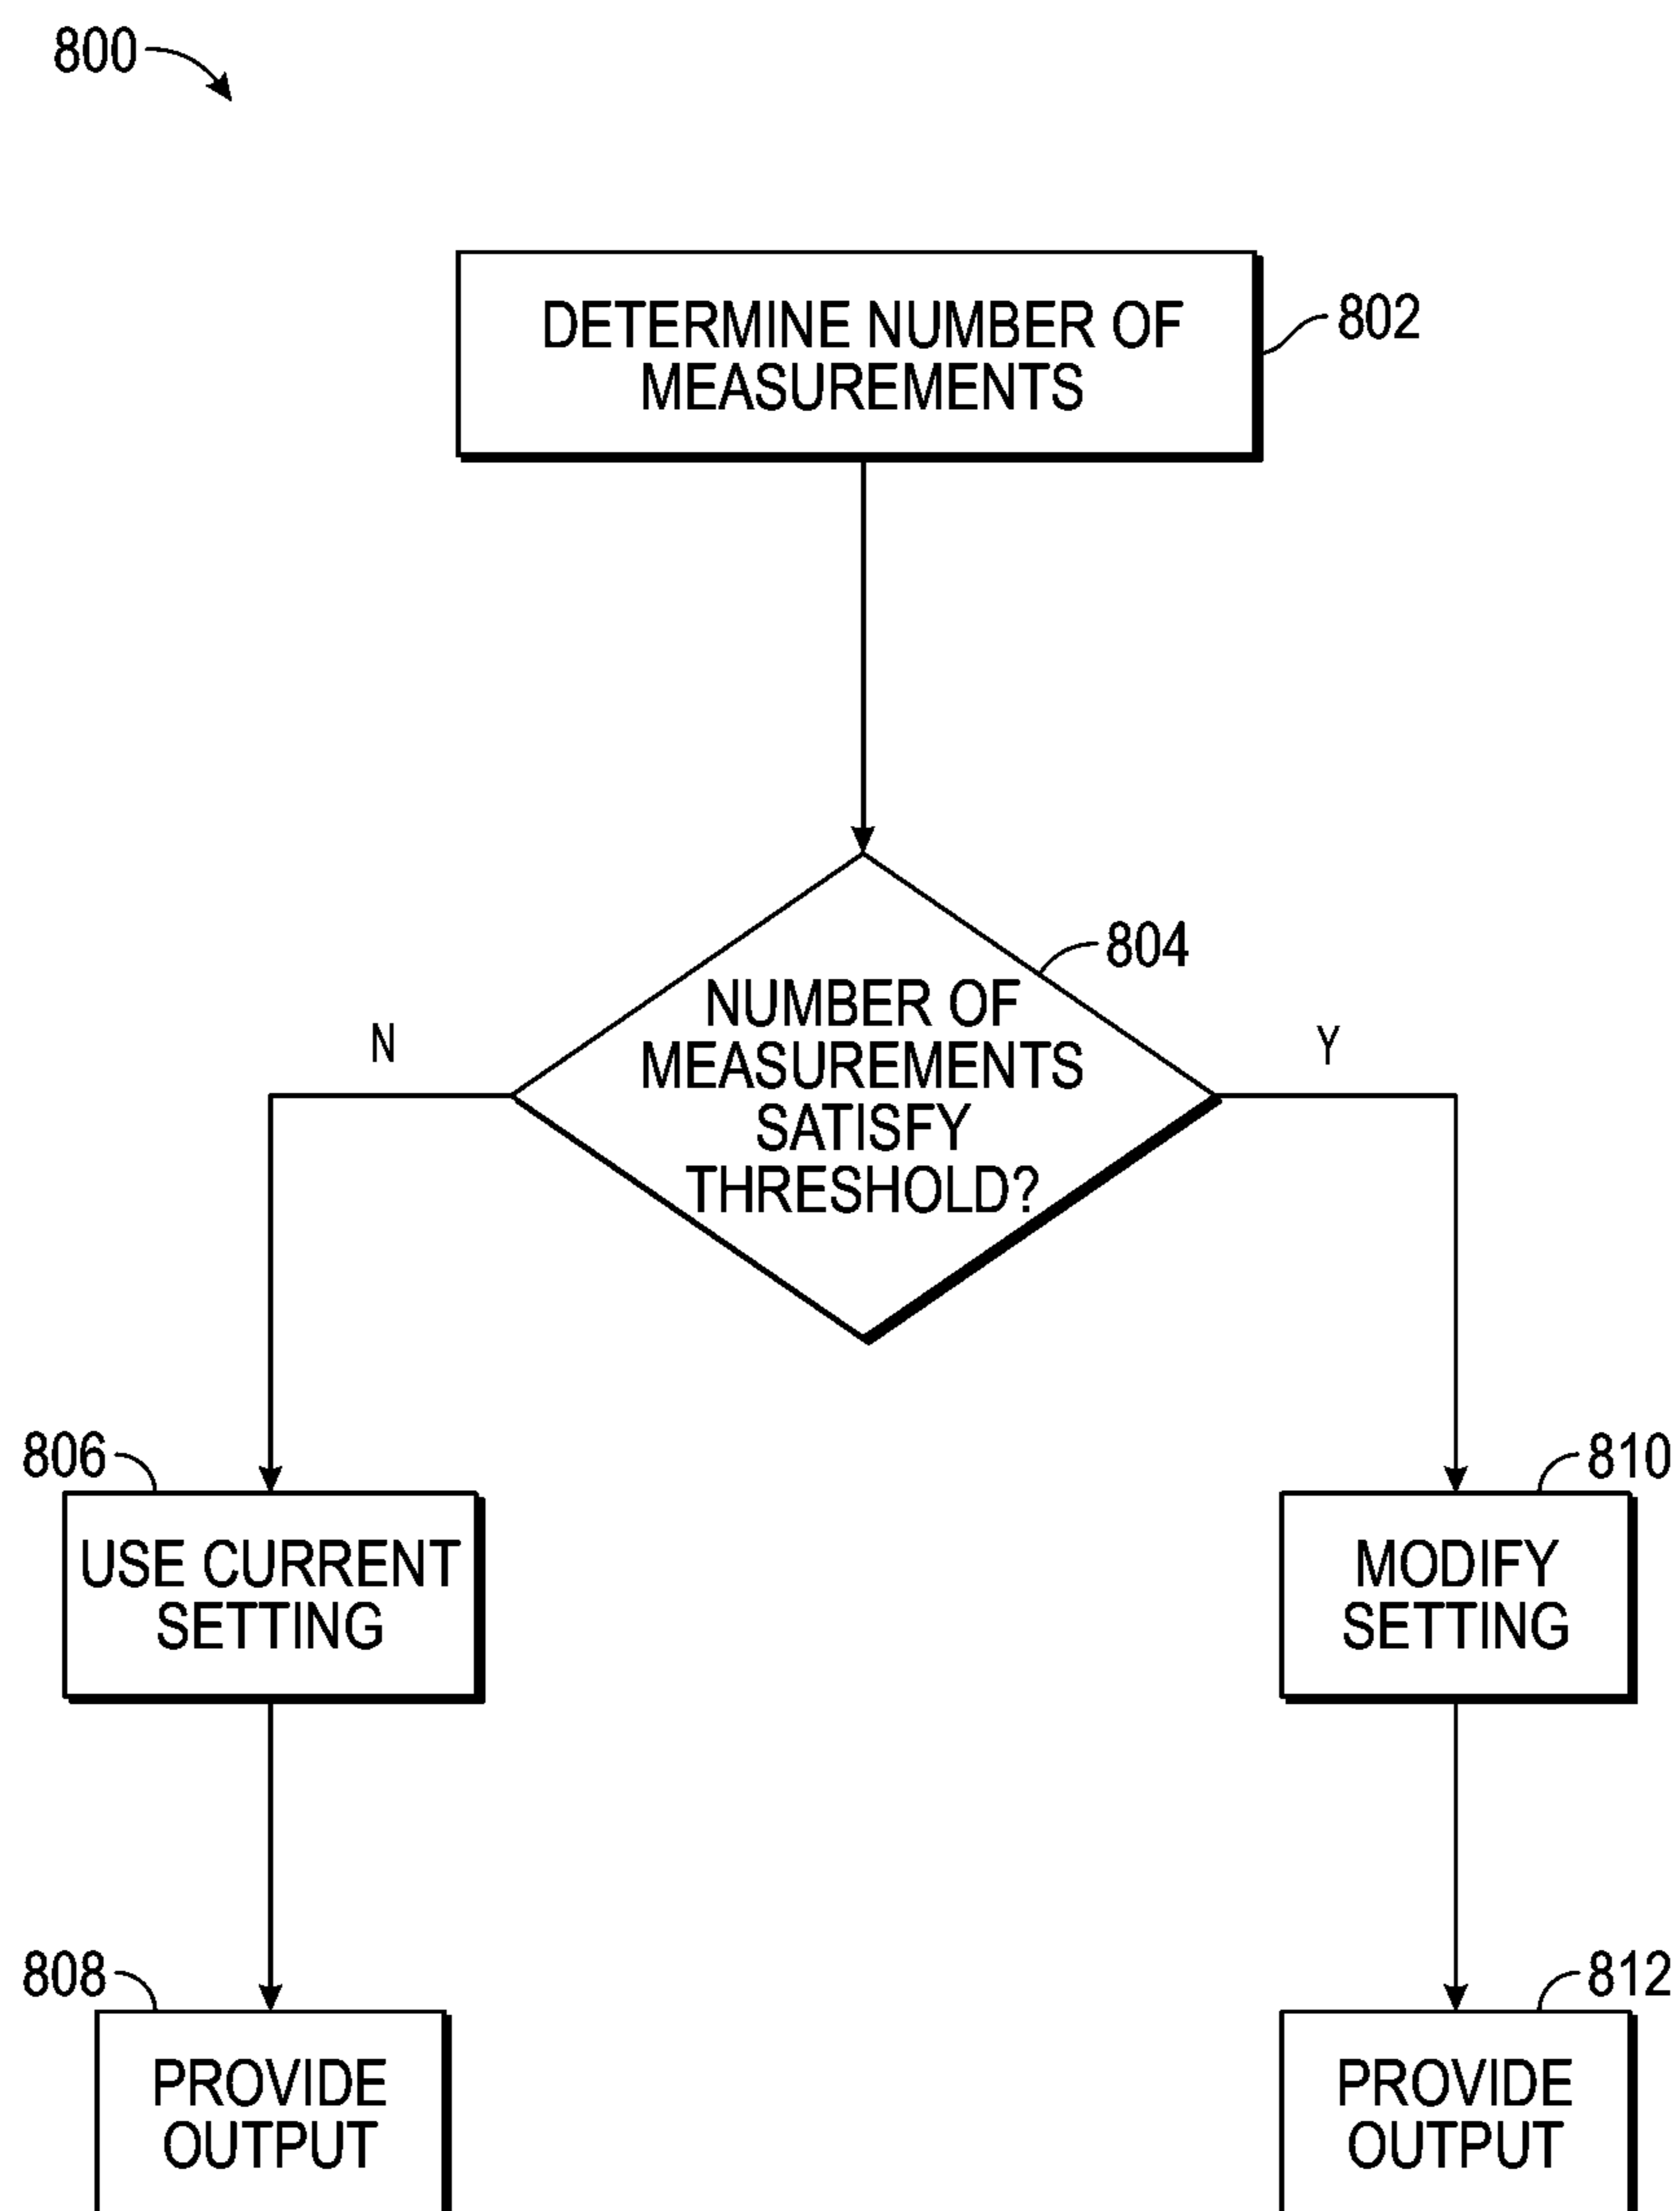 800
DETERMINE NUMBER OF
MEASUREMENTS
802
804
NUMBER OF
MEASUREMENTS
SATISFY
THRESHOLD?
N
Y
806
USE CURRENT
SETTING
810
MODIFY
SETTING
808
PROVIDE
OUTPUT
812
PROVIDE
OUTPUT